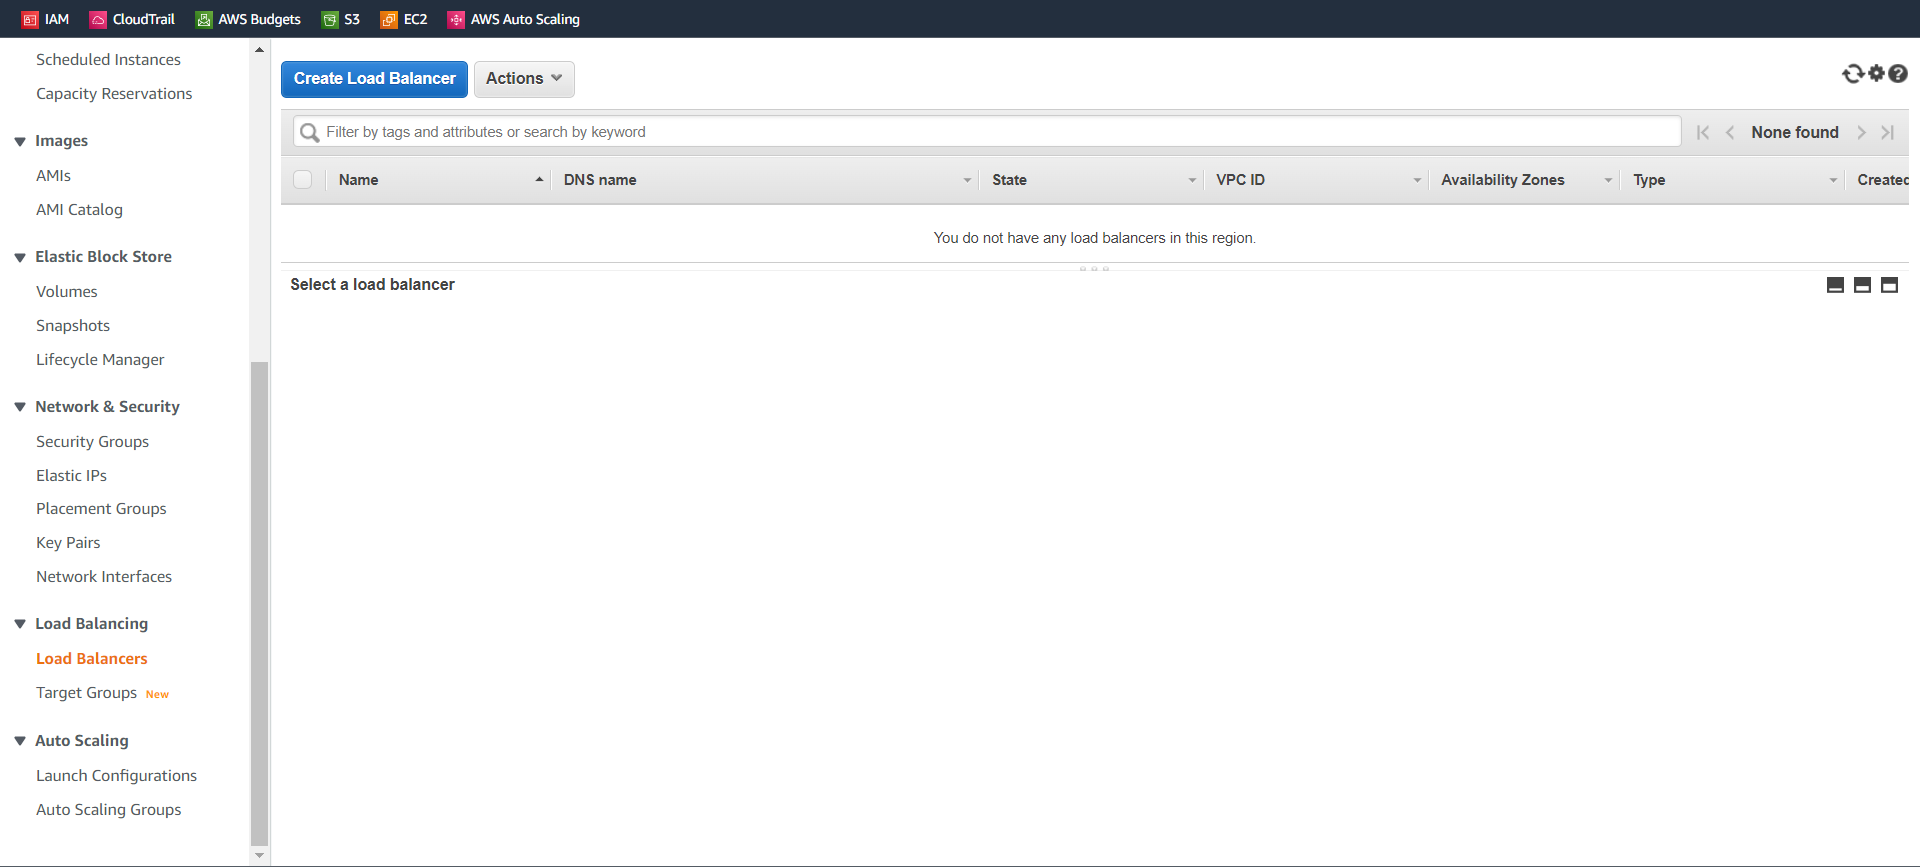 IAM CloudTrail AWS Budgets S3 EC2 AWS Auto Scaling
Scheduled Instances
Capacity Reservations
Images
AMIs
AMI Catalog
Elastic Block Store
Volumes
Snapshots
Lifecycle Manager
Network & Security
Security Groups
Elastic IPs
Placement Groups
Key Pairs
Network Interfaces
Load Balancing
Load Balancers
Target Groups New
Auto Scaling
Launch Configurations
Auto Scaling Groups
Create Load Balancer Actions
Filter by tags and attributes or search by keyword None found
Name DNS name State VPC ID Availability Zones Type Created
You do not have any load balancers in this region.
Select a load balancer